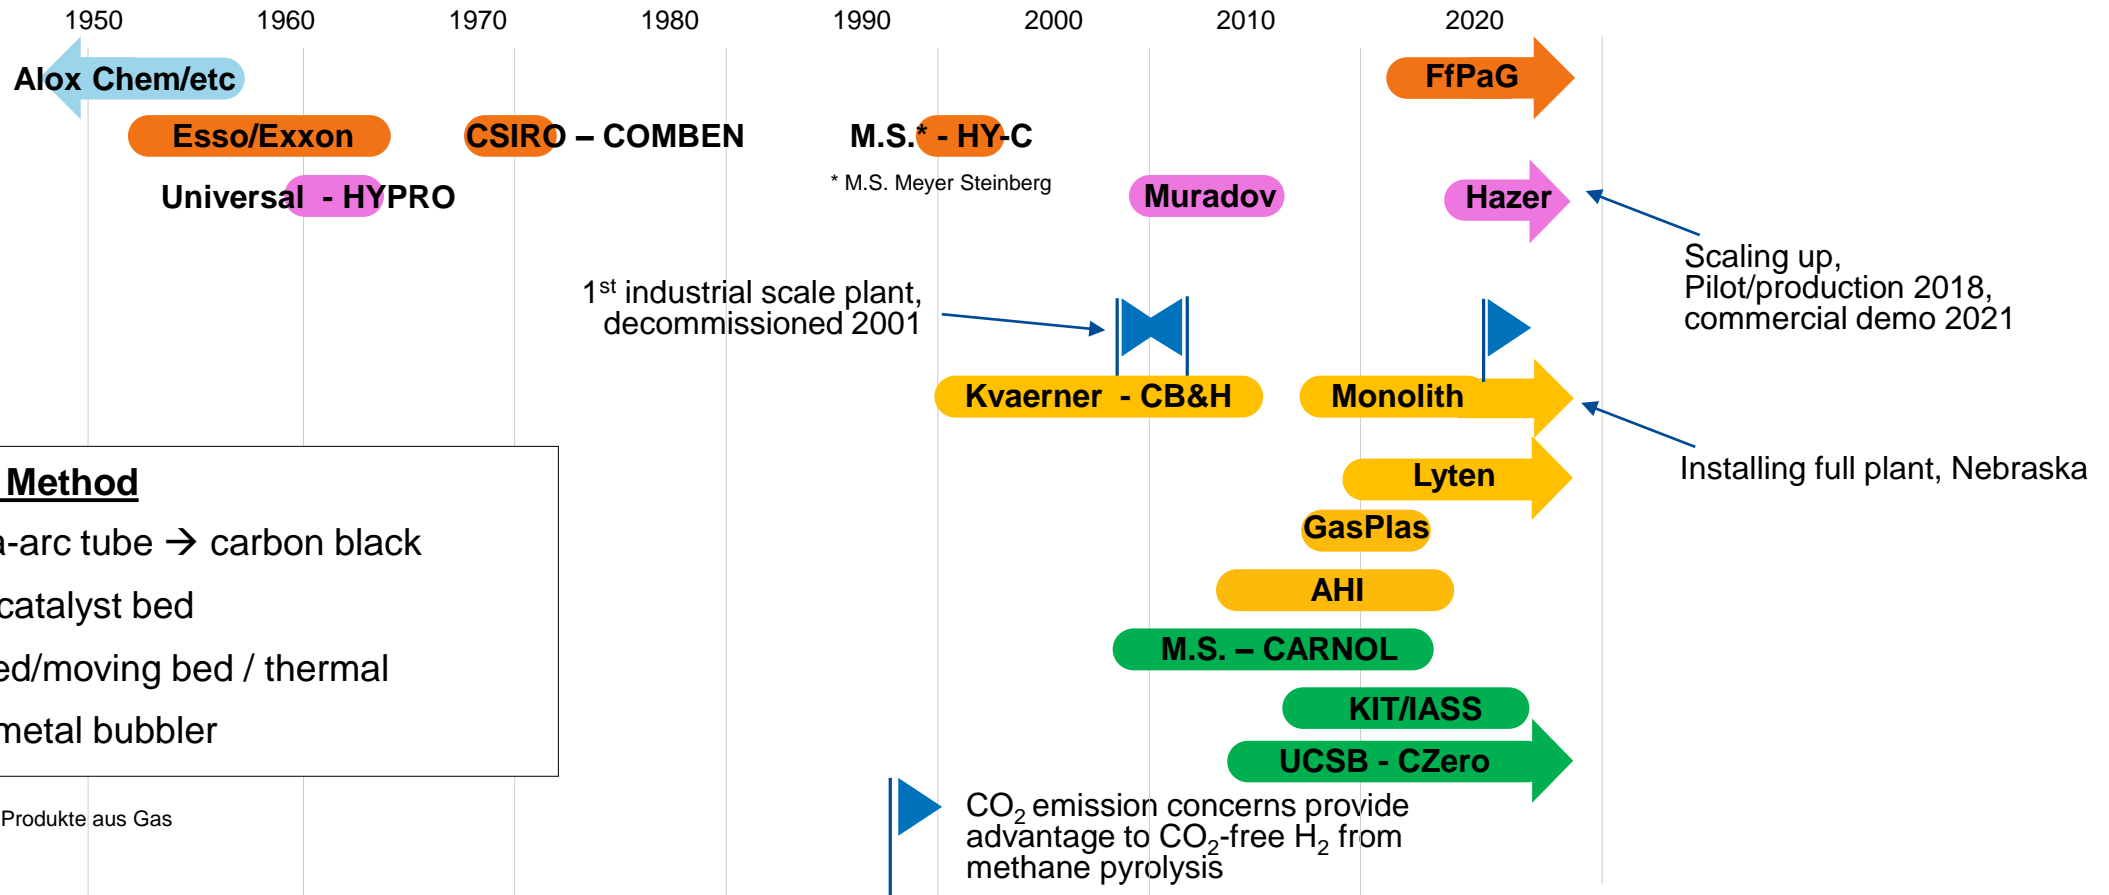 1950 1960 1970 1980 1990 2000 2010 2020
Alox Chem/etc
FfPaG
Esso/Exxon
CSIRO – COMBEN
M.S.* - HY-C
* M.S. Meyer Steinberg
Universal - HYPRO
Muradov
Hazer
Scaling up,
Pilot/production 2018,
commercial demo 2021
1st industrial scale plant,
decommissioned 2001
Kvaerner - CB&H
Monolith
Installing full plant, Nebraska
Lyten
GasPlas
AHI
M.S. – CARNOL
KIT/IASS
UCSB - CZero
Method
-arc tube → carbon black
catalyst bed
ed/moving bed / thermal
metal bubbler
Produkte aus Gas
CO2 emission concerns provide
advantage to CO2-free H2 from
methane pyrolysis